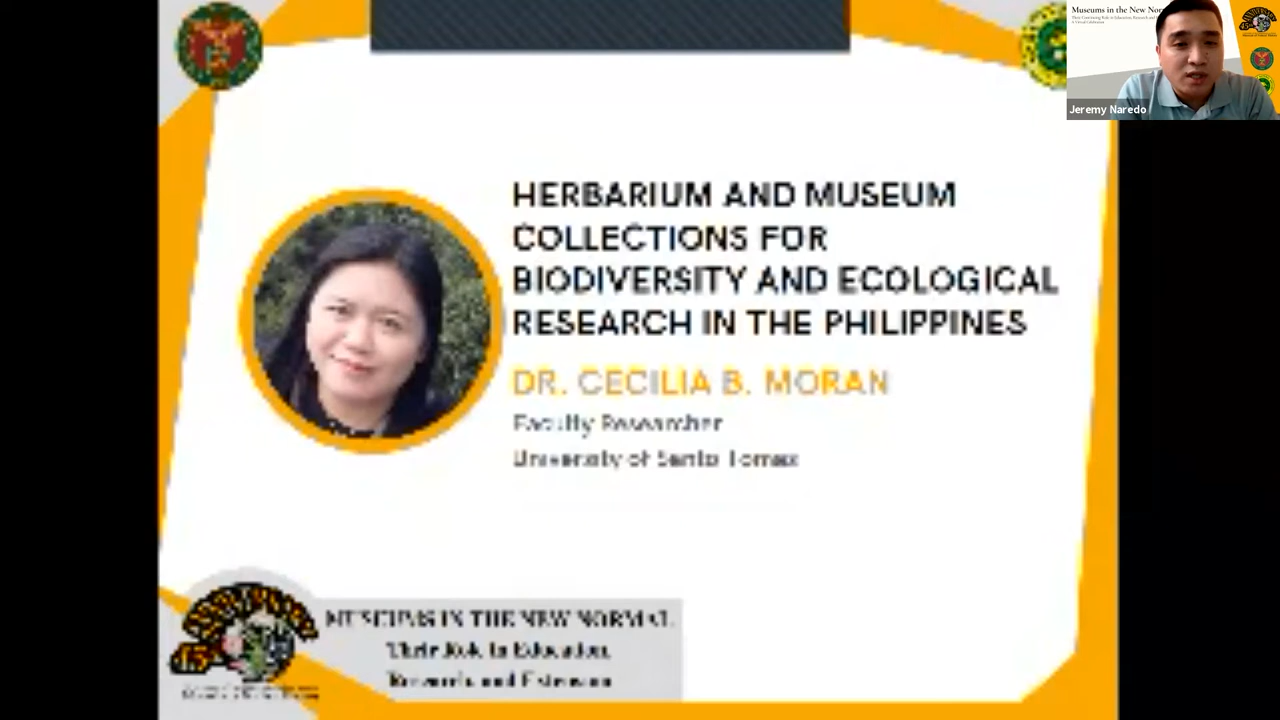 Museums in the New Nor
Jeremy Naredo
HERBARIUM AND MUSEUM
COLLECTIONS FOR
BIODIVERSITY AND ECOLOGICAL
RESEARCH IN THE PHILIPPINES
DR. CECILIA B. MORAN
Faculty Researcher
University of Santo Tomas
MUSEUMS IN THE NEW NORMAL
Their Role in Education,
Research, and Extension